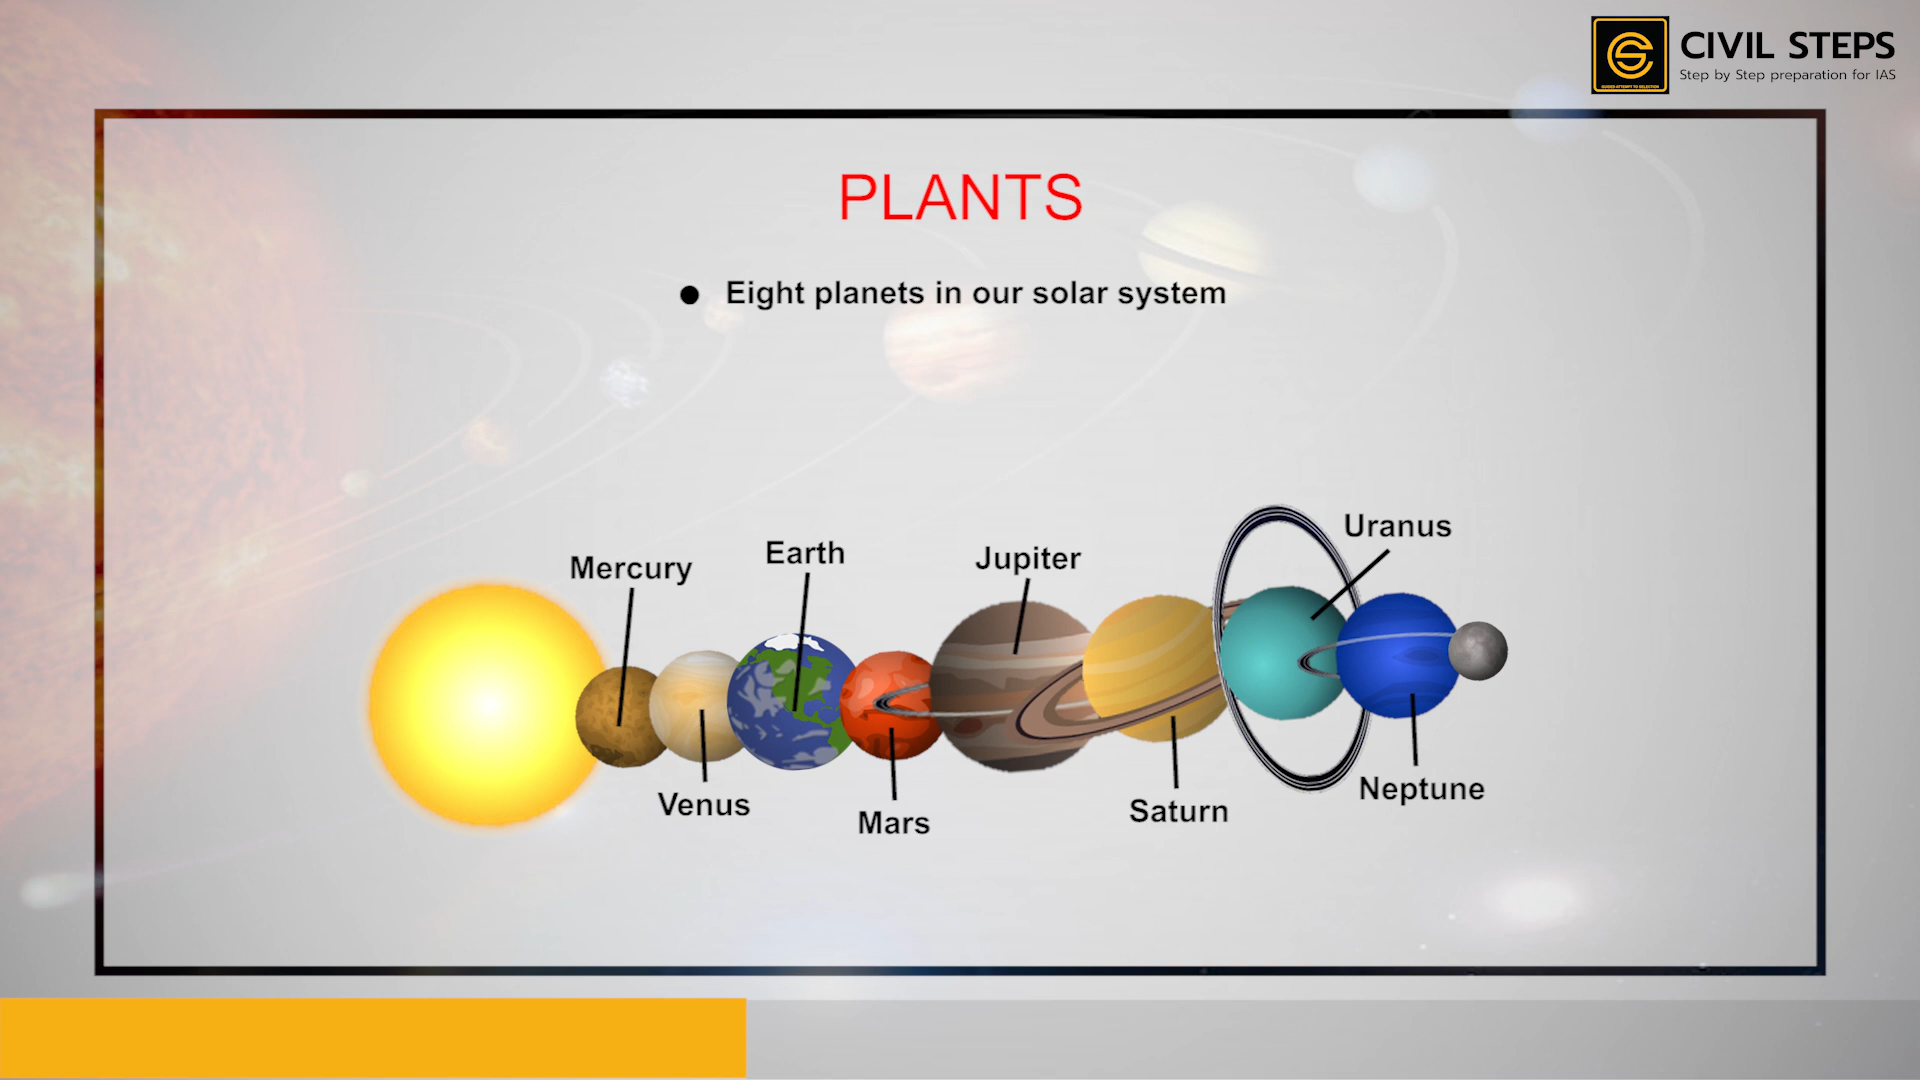 CIVIL STEPS
Step by Step preparation for IAS
PLANTS
● Eight planets in our solar system
Uranus
Earth
Jupiter
Mercury
Neptune
Venus
Saturn
Mars